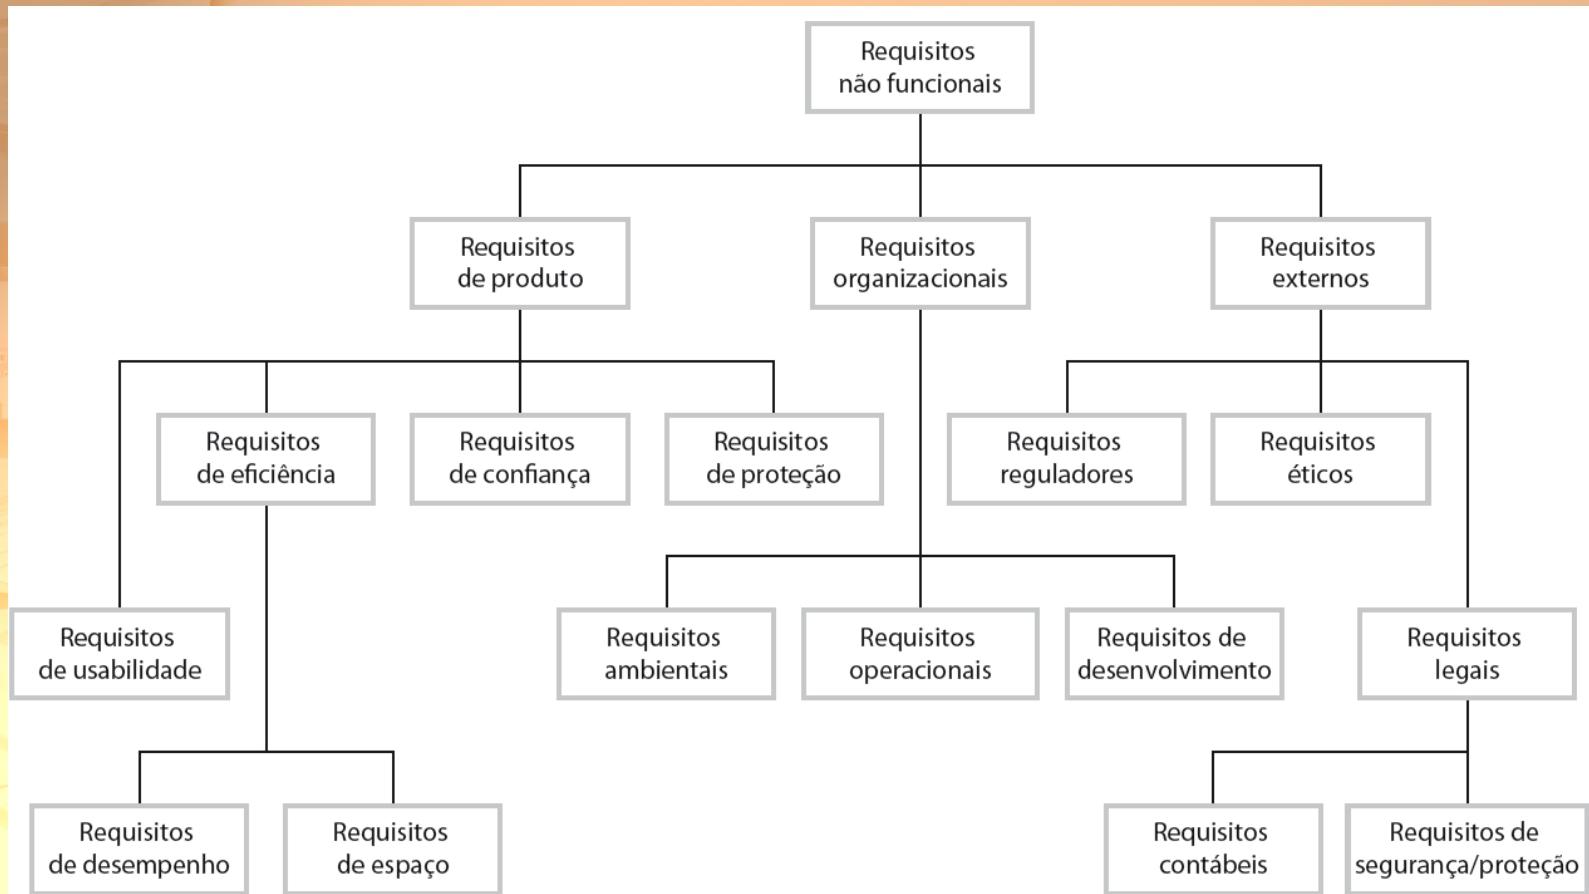 Requisitos
não funcionais
Requisitos
de produto
Requisitos
organizacionais
Requisitos
externos
Requisitos
de eficiência
Requisitos
de confiança
Requisitos
de proteção
Requisitos
reguladores
Requisitos
éticos
Requisitos
de usabilidade
Requisitos
ambientais
Requisitos
operacionais
Requisitos de
desenvolvimento
Requisitos
legais
Requisitos
de desempenho
Requisitos
de espaço
Requisitos
contábeis
Requisitos de
segurança/proteção